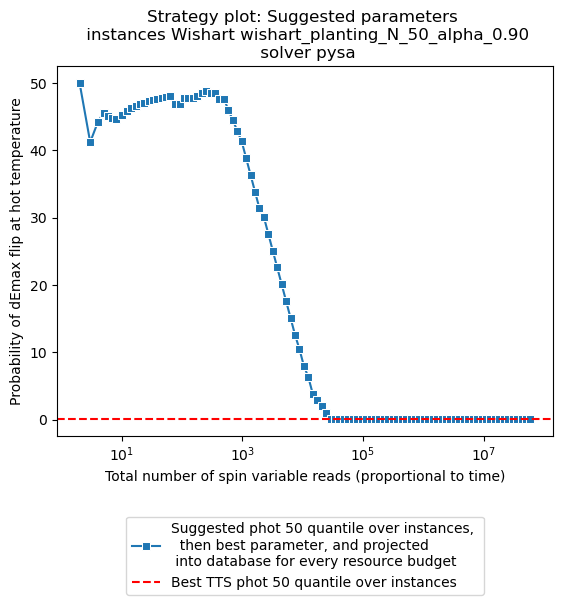 Strategy plot: Suggested parameters
instances Wishart wishart_planting_N_50_alpha_0.90
solver pysa
Probability of dEmax flip at hot temperature
50
40
30
20
10
0
10^1
10^3
10^5
10^7
Total number of spin variable reads (proportional to time)
Suggested phot 50 quantile over instances,
then best parameter, and projected
into database for every resource budget
Best TTS phot 50 quantile over instances